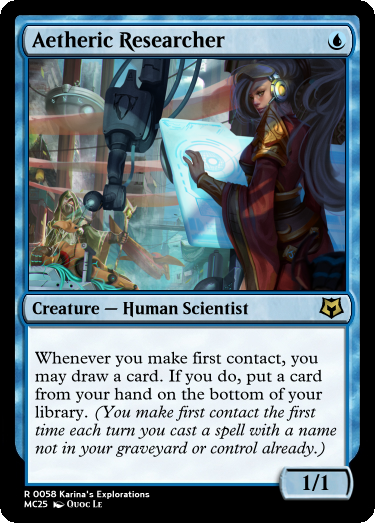 Aetheric Researcher
Creature — Human Scientist
Whenever you make first contact, you
may draw a card. If you do, put a card
from your hand on the bottom of your
library. (You make first contact the first
time each turn you cast a spell with a name
not in your graveyard or control already.)
1/1
R 0058 Karina's Explorations
MC25 Quoc Le